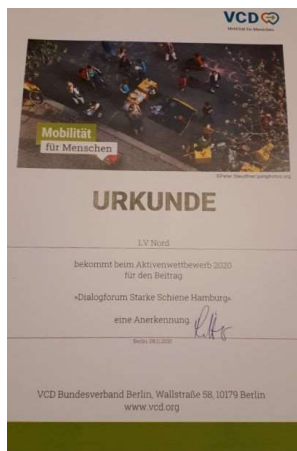 VCD
Mobilität für Menschen
Mobilität
für Menschen
URKUNDE
LV Nord
bekommt beim Aktivenwettbewerb 2020
für den Beitrag
»Dialogforum Starke Schiene Hamburg«
eine Anerkennung.
VCD Bundesverband Berlin, Wallstraße 58, 10179 Berlin
www.vcd.org